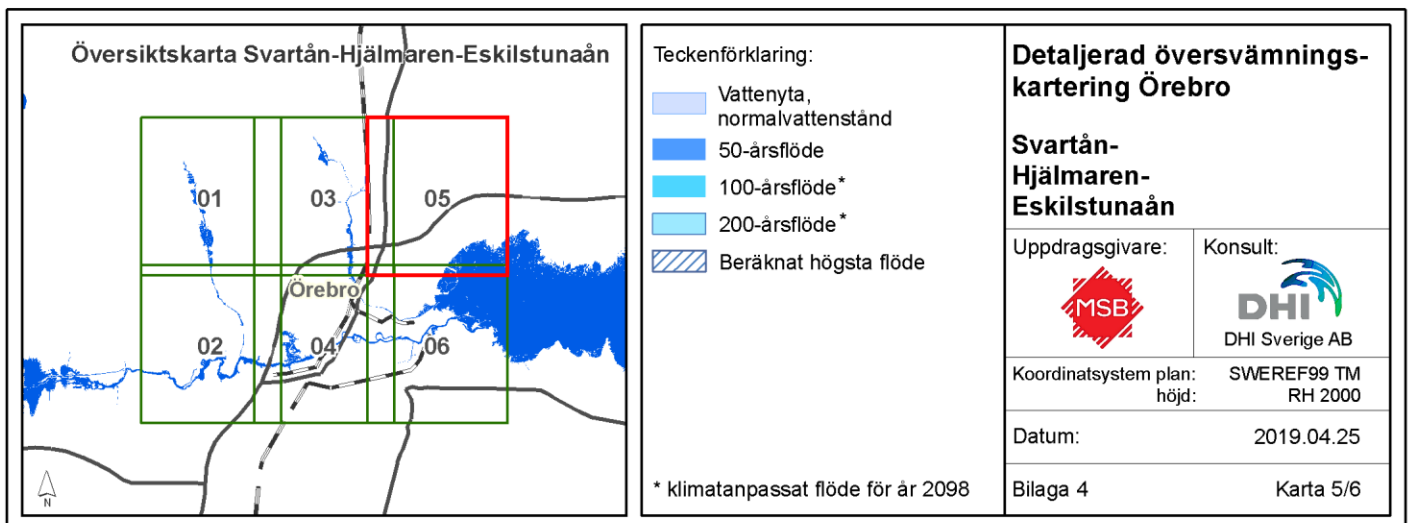 Översiktskarta Svartån-Hjälmaren-Eskilstunaån
01
03
05
Örebro
02
04
06
N
Teckenförklaring:
Vattenyta,
normalvattenstånd
50-årsflöde
100-årsflöde*
200-årsflöde*
Beräknat högsta flöde
* klimatanpassat flöde för år 2098
Detaljerad översvämnings-
kartering Örebro
Svartån-
Hjälmaren-
Eskilstunaån
Uppdragsgivare:
MSB
Konsult:
DHI
DHI Sverige AB
Koordinatsystem plan: SWEREF99 TM
höjd: RH 2000
Datum: 2019.04.25
Bilaga 4 Karta 5/6